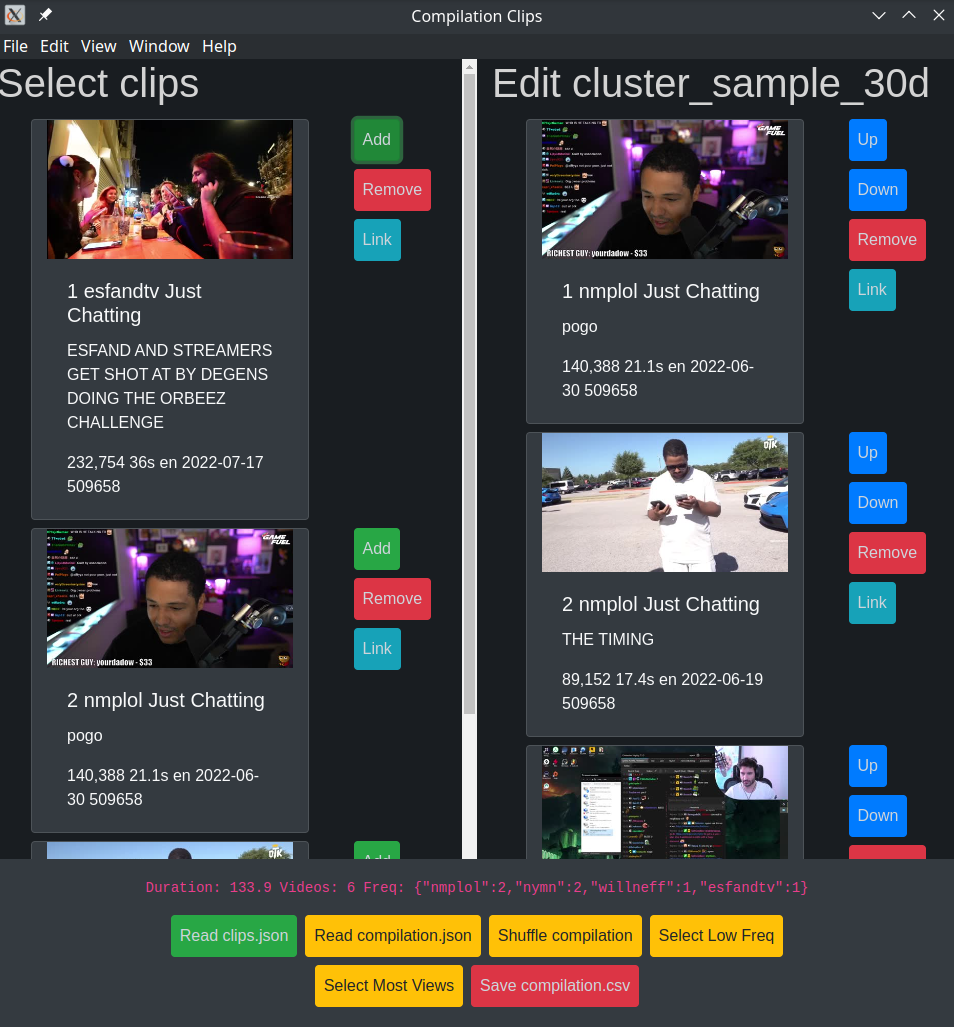 Compilation Clips
File Edit View Window Help
Select clips
Add
Remove
Link
1 esfandtv Just
Chatting
ESFAND AND STREAMERS
GET SHOT AT BY DEGENS
DOING THE ORBEEZ
CHALLENGE
232,754 36s en 2022-07-17
509658
GAME
FUEL
RICHEST GUY: yourdadow - $33
Add
Remove
Link
2 nmplol Just Chatting
pogo
140,388 21.1s en 2022-06-
30 509658
OTK
Add
Edit cluster_sample_30d
GAME
FUEL
RICHEST GUY: yourdadow - $33
Up
Down
Remove
Link
1 nmplol Just Chatting
pogo
140,388 21.1s en 2022-06-
30 509658
OTK
Up
Down
Remove
Link
2 nmplol Just Chatting
THE TIMING
89,152 17.4s en 2022-06-19
509658
Up
Down
Duration: 133.9 Videos: 6 Freq: {"nmplol":2,"nymn":2,"willneff":1,"esfandtv":1}
Read clips.json
Read compilation.json
Shuffle compilation
Select Low Freq
Select Most Views
Save compilation.csv